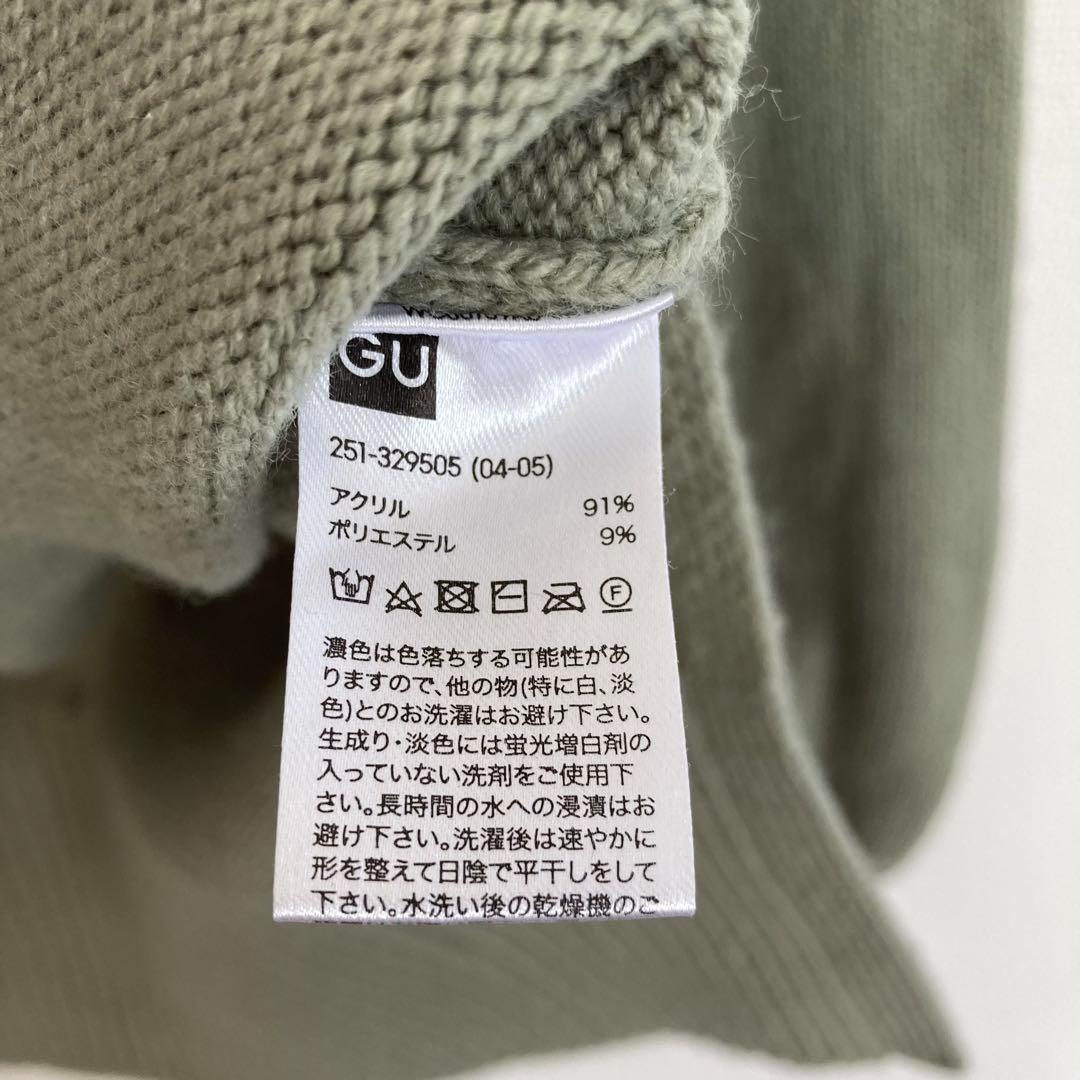 GU
251-329505 (04-05)
アクリル 91%
ポリエステル 9%
F
濃色は色落ちする可能性があ
りますので、他の物(特に白、淡
色)とのお洗濯はお避け下さい。
生成り・淡色には蛍光増白剤の
入っていない洗剤をご使用下
さい。長時間の水への浸漬はお
避け下さい。洗濯後は速やかに
形を整えて日陰で平干しをして
下さい。水洗い後の乾燥機のご